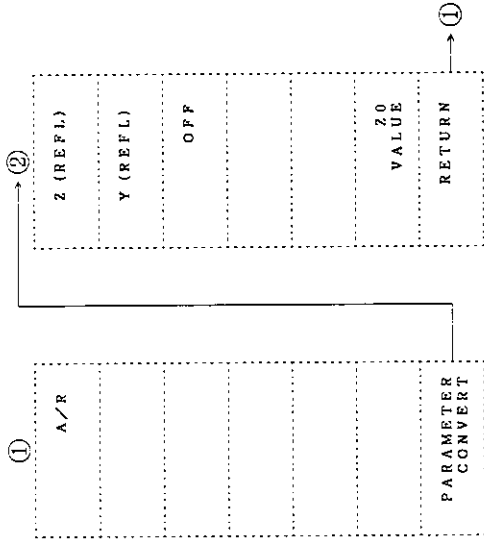 ①
A/R
PARAMETER
CONVERT
②
Z (REFL)
Y (REFL)
OFF
Z0
VALUE
RETURN
①